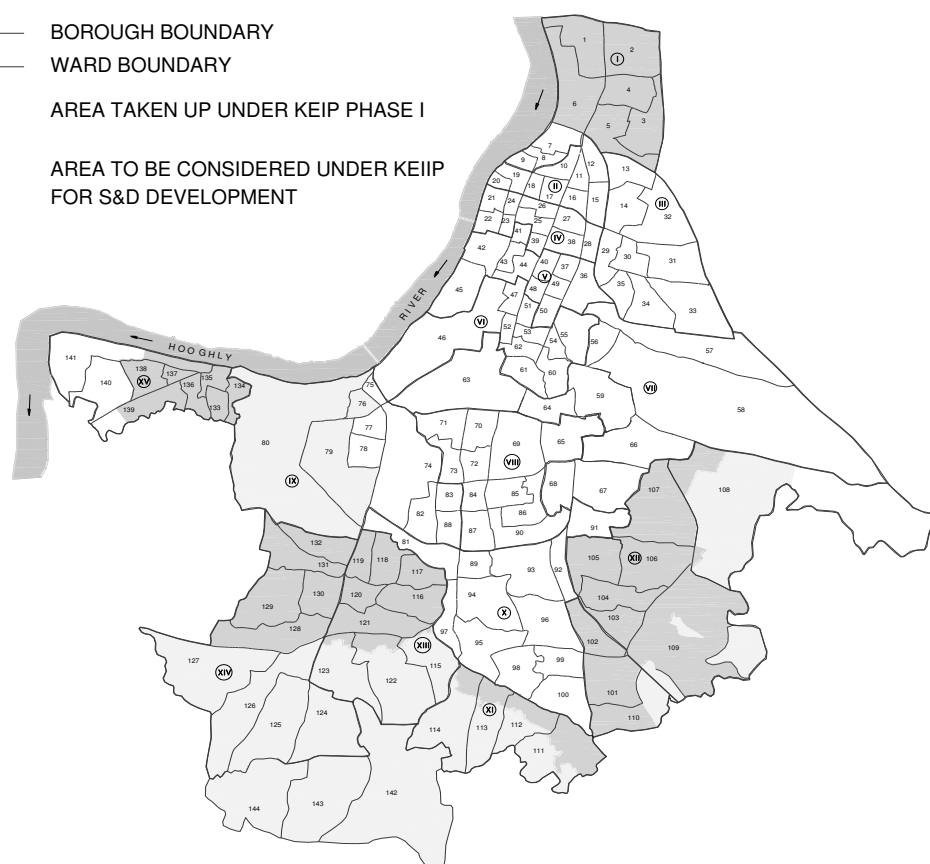 BOROUGH BOUNDARY
WARD BOUNDARY
AREA TAKEN UP UNDER KEIP PHASE I
AREA TO BE CONSIDERED UNDER KEIIP
FOR S&D DEVELOPMENT
1
2
I
4
6
5
3
7
9 8 10 12
13
20 19 18 II 11
21 24 17 16 15 14 III
26 32
22 23 25 27
41 IV
42 39 38 28 29 30 31
43 44 40 37
V 36
45 47 48 49 35
51 50 34 33
VI 52 53 55
46 62 54 56 57
RIVER
HOOGHLY
141
138 137 135
140 XV 136 134
139 133
75 63 61 60 59 VII
76 64 58
77 71 70
80 79 78 69 65 66
74 73 72 VIII
IX 68 67 107 108
83 84 85
82 86
88 87 90 91
81
132 119 118 105 XII 106
131 117 89 93 92
130 120 116 94 104
129 121 X 103
128 97 96
XIII 95 102 109
127 XIV 123 115 99
122 98 101
126 124 XI 100 110
125 114 113 112
111
142
144 143